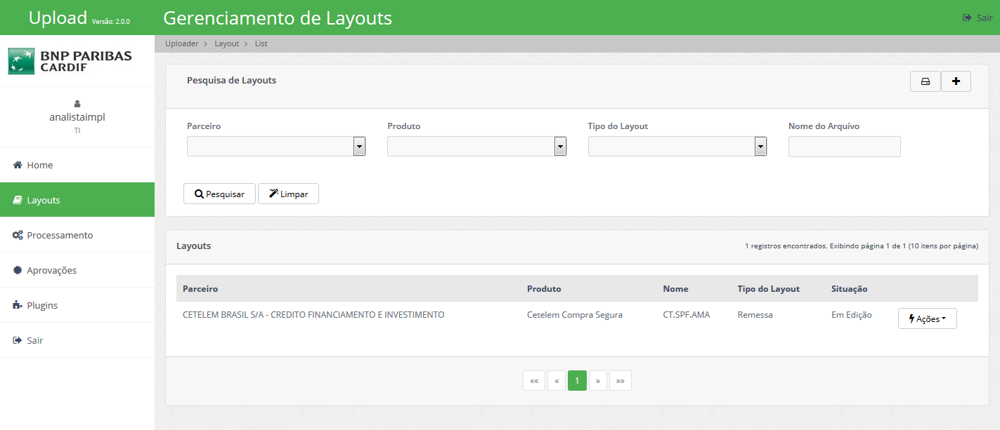 Upload Versão: 2.0.0
Gerenciamento de Layouts
Sair
Uploader > Layout > List
BNP PARIBAS
CARDIF
analistaimpl
TI
Home
Layouts
Processamento
Aprovações
Plugins
Sair
Pesquisa de Layouts
Parceiro Produto Tipo do Layout Nome do Arquivo
Pesquisar Limpar
Layouts 1 registros encontrados. Exibindo página 1 de 1 (10 itens por página)
Parceiro Produto Nome Tipo do Layout Situação
CETELEM BRASIL S/A - CREDITO FINANCIAMENTO E INVESTIMENTO Cetelem Compra Segura CT.SPF.AMA Remessa Em Edição Ações
«« « 1 » »»